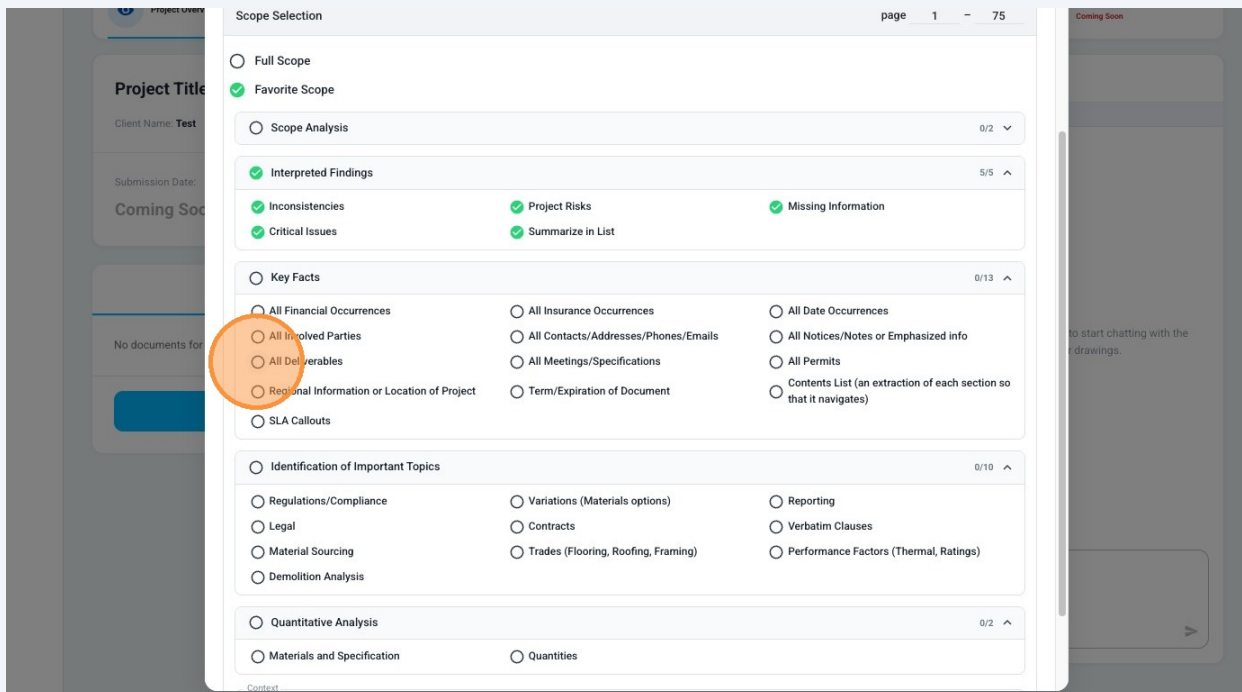 Project Overv
Scope Selection page 1 - 75
Coming Soon
Full Scope
Project Title
Favorite Scope
Client Name: Test
Scope Analysis 0/2
Interpreted Findings 5/5
Submission Date:
Coming Soo
Inconsistencies Project Risks Missing Information
Critical Issues Summarize in List
Key Facts 0/13
All Financial Occurrences All Insurance Occurrences All Date Occurrences
All Involved Parties All Contacts/Addresses/Phones/Emails All Notices/Notes or Emphasized info
to start chatting with the
No documents for
r drawings.
All Deliverables All Meetings/Specifications All Permits
Regional Information or Location of Project Term/Expiration of Document Contents List (an extraction of each section so
that it navigates)
SLA Callouts
Identification of Important Topics 0/10
Regulations/Compliance Variations (Materials options) Reporting
Legal Contracts Verbatim Clauses
Material Sourcing Trades (Flooring, Roofing, Framing) Performance Factors (Thermal, Ratings)
Demolition Analysis
Quantitative Analysis 0/2
Materials and Specification Quantities
Context